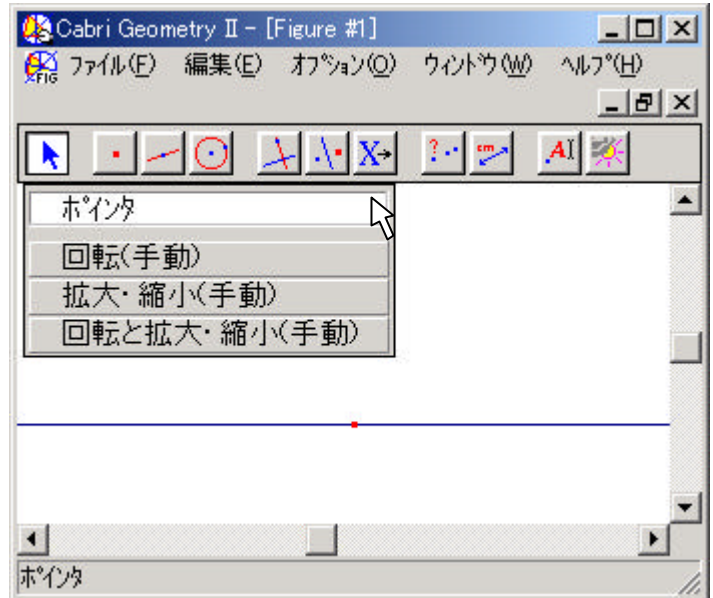 Cabri Geometry II - [Figure #1]
FIG ファイル(F) 編集(E) オプション(O) ウィンドウ(W) ヘルプ(H)
X ? cm A
ポインタ
回転(手動)
拡大・縮小(手動)
回転と拡大・縮小(手動)
ポインタ